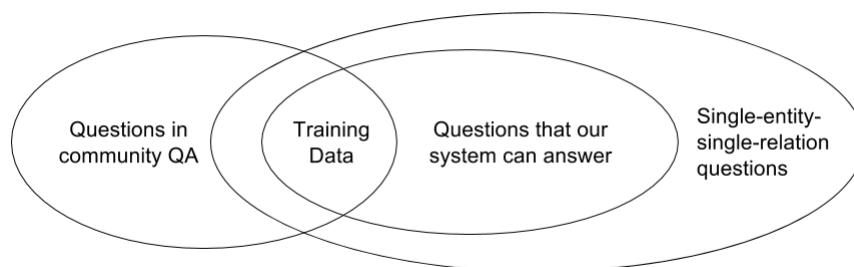 Questions in
community QA
Training
Data
Questions that our
system can answer
Single-entity-
single-relation
questions